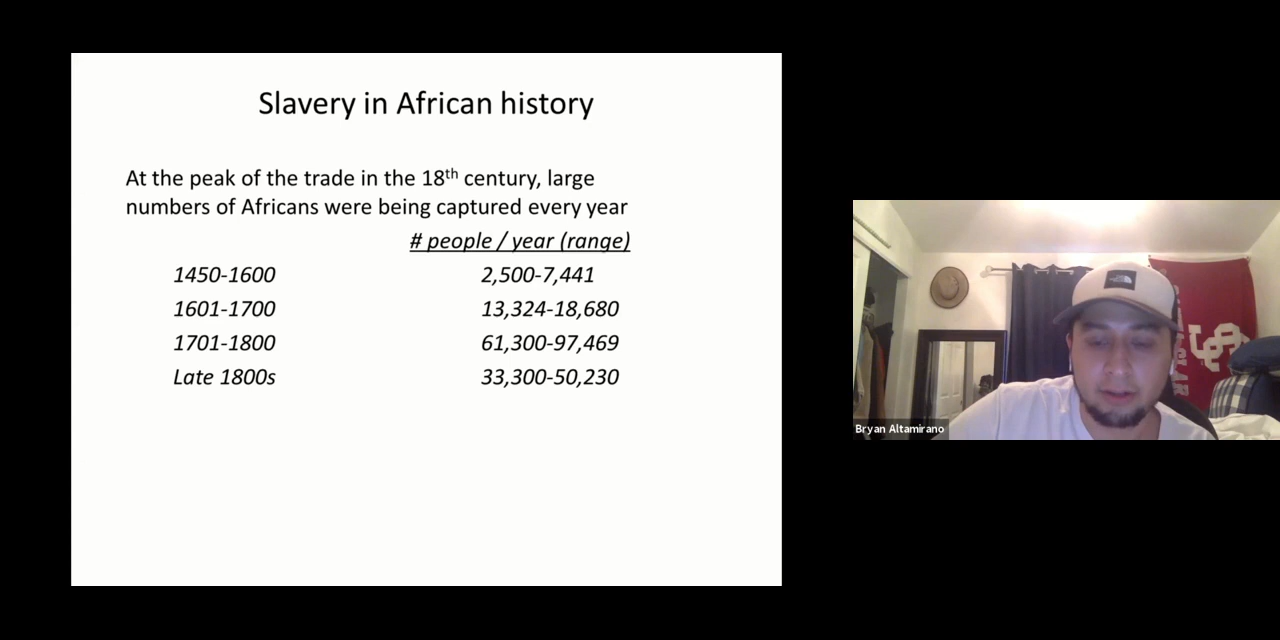 Slavery in African history
At the peak of the trade in the 18th century, large
numbers of Africans were being captured every year
# people / year (range)
1450-1600 2,500-7,441
1601-1700 13,324-18,680
1701-1800 61,300-97,469
Late 1800s 33,300-50,230
Bryan Altamirano